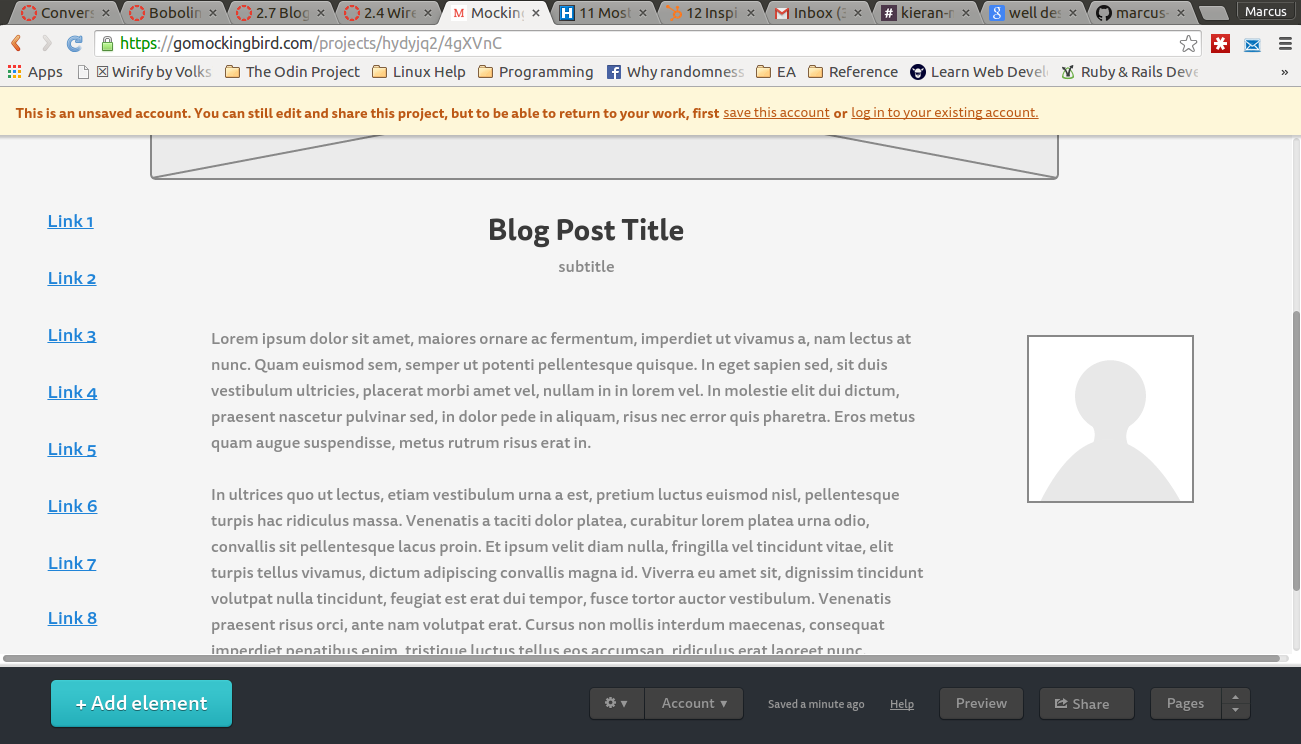 Convers
Bobolin
2.7 Blog
2.4 Wire
Mocking
11 Most
12 Inspi
Inbox (3
kieran-n
well des
marcus-
Marcus
https://gomockingbird.com/projects/hydyjq2/4gXVnC
Apps
Wirify by Volks
The Odin Project
Linux Help
Programming
Why randomness
EA
Reference
Learn Web Devel
Ruby & Rails Deve
»
This is an unsaved account. You can still edit and share this project, but to be able to return to your work, first save this account or log in to your existing account.
Link 1
Link 2
Link 3
Link 4
Link 5
Link 6
Link 7
Link 8
Blog Post Title
subtitle
Lorem ipsum dolor sit amet, maiores ornare ac fermentum, imperdiet ut vivamus a, nam lectus at
nunc. Quam euismod sem, semper ut potenti pellentesque quisque. In eget sapien sed, sit duis
vestibulum ultricies, placerat morbi amet vel, nullam in in lorem vel. In molestie elit dui dictum,
praesent nascetur pulvinar sed, in dolor pede in aliquam, risus nec error quis pharetra. Eros metus
quam augue suspendisse, metus rutrum risus erat in.
In ultrices quo ut lectus, etiam vestibulum urna a est, pretium luctus euismod nisl, pellentesque
turpis hac ridiculus massa. Venenatis a taciti dolor platea, curabitur lorem platea urna odio,
convallis sit pellentesque lacus proin. Et ipsum velit diam nulla, fringilla vel tincidunt vitae, elit
turpis tellus vivamus, dictum adipiscing convallis magna id. Viverra eu amet sit, dignissim tincidunt
volutpat nulla tincidunt, feugiat est erat dui tempor, fusce tortor auctor vestibulum. Venenatis
praesent risus orci, ante nam volutpat erat. Cursus non mollis interdum maecenas, consequat
imperdiet penatibus enim, tristique luctus tellus eos accumsan, ridiculus erat laoreet nunc.
+ Add element
Account
Saved a minute ago
Help
Preview
Share
Pages